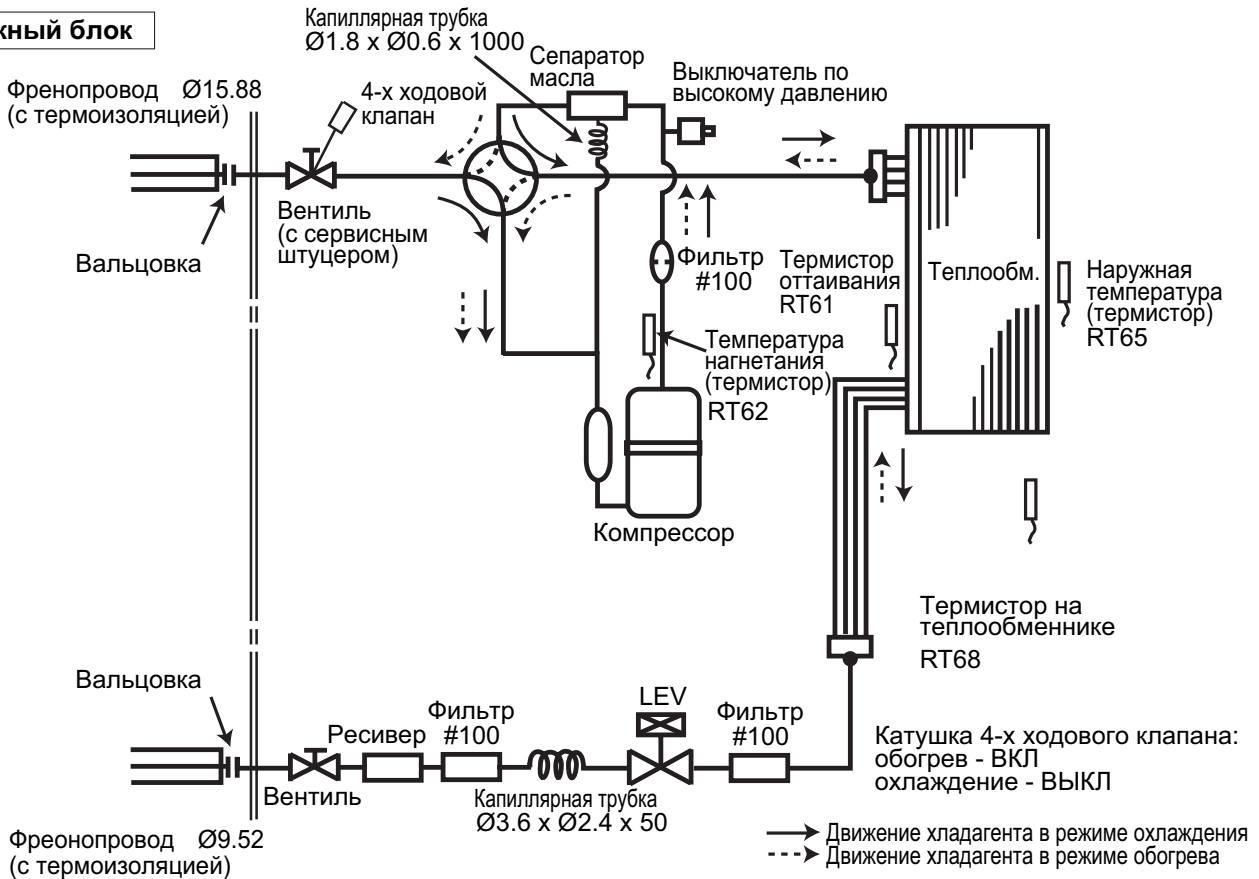 жный блок
Капиллярная трубка
Ø1.8 x Ø0.6 x 1000
Сепаратор
масла
Выключатель по
высокому давлению
Френопровод Ø15.88
(с термоизоляцией)
4-х ходовой
клапан
Вентиль
(с сервисным
штуцером)
Вальцовка
Фильтр
#100
Термистор
оттаивания
RT61
Теплообм.
Наружная
температура
(термистор)
RT65
Температура
нагнетания
(термистор)
RT62
Компрессор
Термистор на
теплообменнике
RT68
Вальцовка
Ресивер
Фильтр
#100
LEV
Фильтр
#100
Катушка 4-х ходового клапана:
обогрев - ВКЛ
охлаждение - ВЫКЛ
Вентиль
Капиллярная трубка
Ø3.6 x Ø2.4 x 50
Фреонопровод Ø9.52
(с термоизоляцией)
Движение хладагента в режиме охлаждения
Движение хладагента в режиме обогрева